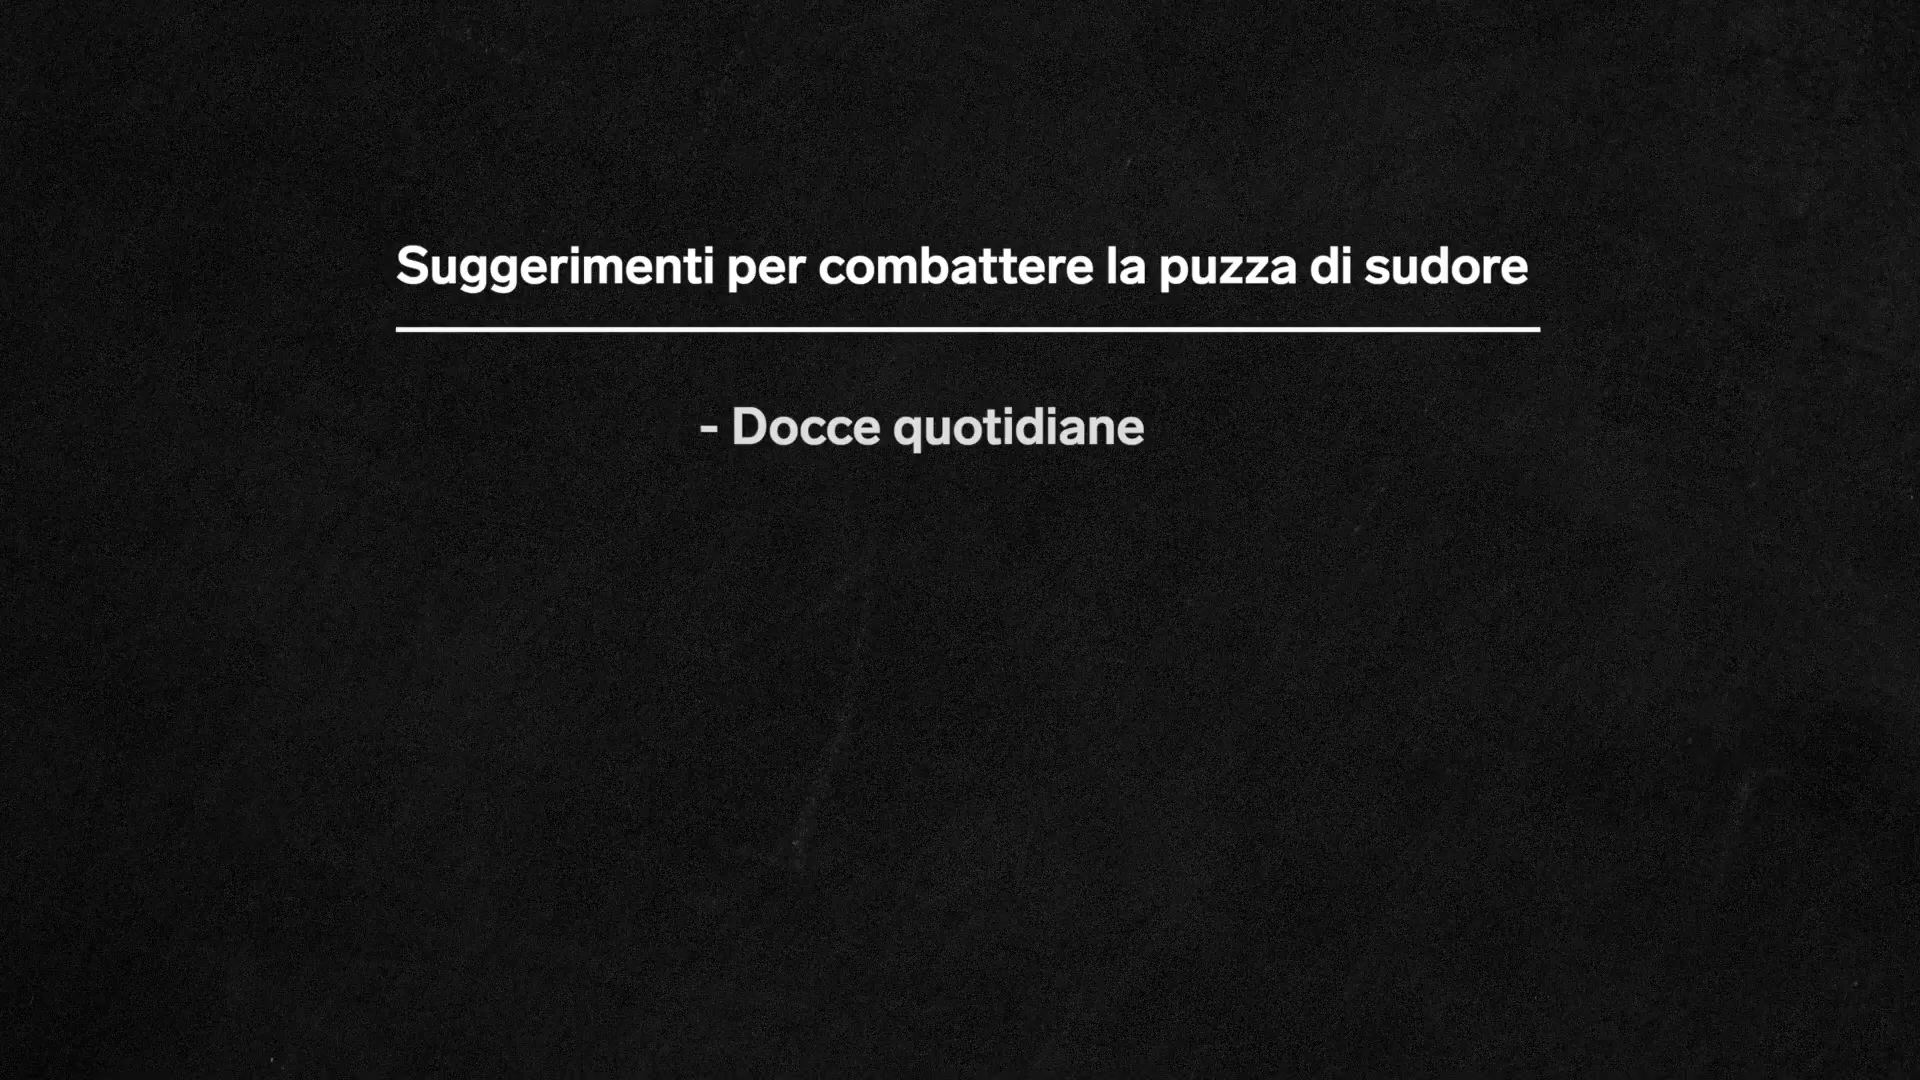 Suggerimenti per combattere la puzza di sudore
- Docce quotidiane